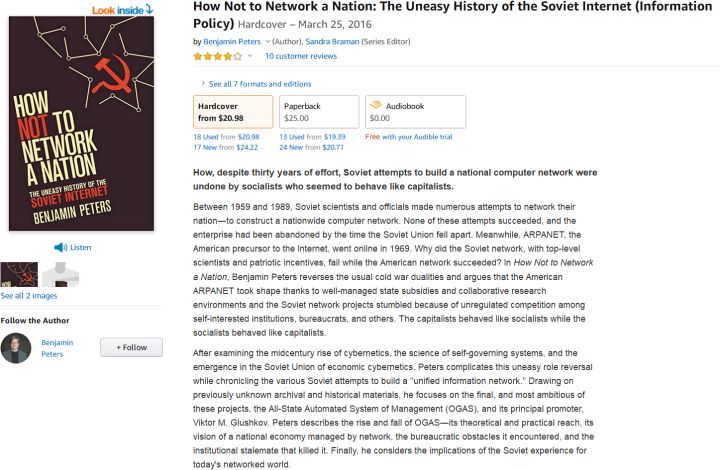 Look inside
HOW
NOT TO
NETWORK
A NATION
THE UNEASY HISTORY OF THE
SOVIET INTERNET
BENJAMIN PETERS
Listen
See all 2 images
Follow the Author
Benjamin
Peters
+ Follow
How Not to Network a Nation: The Uneasy History of the Soviet Internet (Information
Policy) Hardcover – March 25, 2016
by Benjamin Peters (Author), Sandra Braman (Series Editor)
10 customer reviews
See all 7 formats and editions
Hardcover
from $20.98
Paperback
$25.00
Audiobook
$0.00
18 Used from $20.98
17 New from $24.22
13 Used from $19.39
24 New from $20.71
Free with your Audible trial
How, despite thirty years of effort, Soviet attempts to build a national computer network were
undone by socialists who seemed to behave like capitalists.
Between 1959 and 1989, Soviet scientists and officials made numerous attempts to network their
nation—to construct a nationwide computer network. None of these attempts succeeded, and the
enterprise had been abandoned by the time the Soviet Union fell apart. Meanwhile, ARPANET, the
American precursor to the Internet, went online in 1969. Why did the Soviet network, with top-level
scientists and patriotic incentives, fail while the American network succeeded? In How Not to Network
a Nation, Benjamin Peters reverses the usual cold war dualities and argues that the American
ARPANET took shape thanks to well-managed state subsidies and collaborative research
environments and the Soviet network projects stumbled because of unregulated competition among
self-interested institutions, bureaucrats, and others. The capitalists behaved like socialists while the
socialists behaved like capitalists.
After examining the midcentury rise of cybernetics, the science of self-governing systems, and the
emergence in the Soviet Union of economic cybernetics, Peters complicates this uneasy role reversal
while chronicling the various Soviet attempts to build a “unified information network.” Drawing on
previously unknown archival and historical materials, he focuses on the final, and most ambitious of
these projects, the All-State Automated System of Management (OGAS), and its principal promoter,
Viktor M. Glushkov. Peters describes the rise and fall of OGAS—its theoretical and practical reach, its
vision of a national economy managed by network, the bureaucratic obstacles it encountered, and the
institutional stalemate that killed it. Finally, he considers the implications of the Soviet experience for
today's networked world.